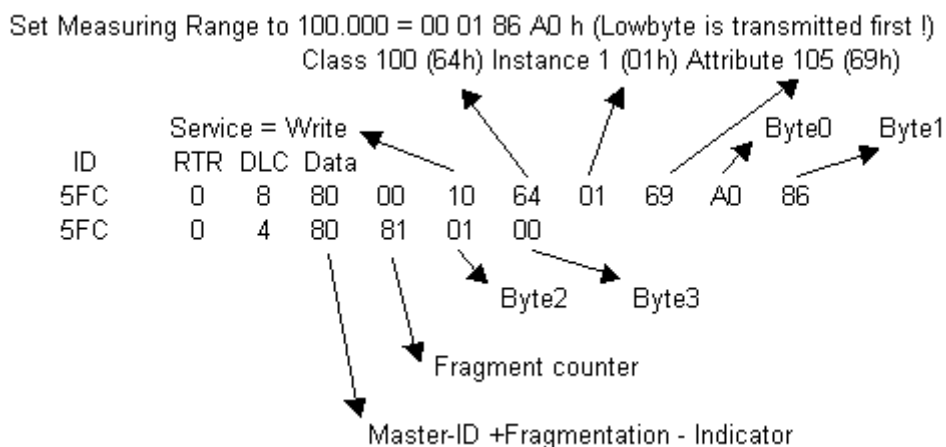 Set Measuring Range to 100.000 = 00 01 86 A0 h (Lowbyte is transmitted first !)
Class 100 (64h) Instance 1 (01h) Attribute 105 (69h)
Service = Write Byte0 Byte1
ID RTR DLC Data
5FC 0 8 80 00 10 64 01 69 A0 86
5FC 0 4 80 81 01 00
Byte2 Byte3
Fragment counter
Master-ID +Fragmentation - Indicator